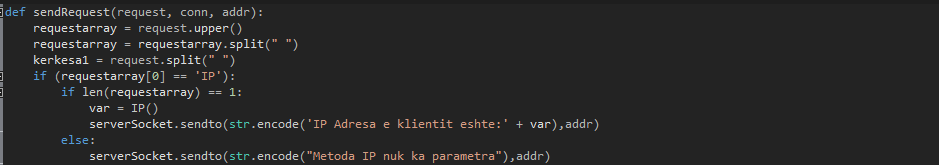 def sendRequest(request, conn, addr):
    requestarray = request.upper()
    requestarray = requestarray.split(" ")
    kerkesa1 = request.split(" ")
    if (requestarray[0] == 'IP'):
        if len(requestarray) == 1:
            var = IP()
            serverSocket.sendto(str.encode('IP Adresa e klientit eshte:' + var),addr)
        else:
            serverSocket.sendto(str.encode("Metoda IP nuk ka parametra"),addr)